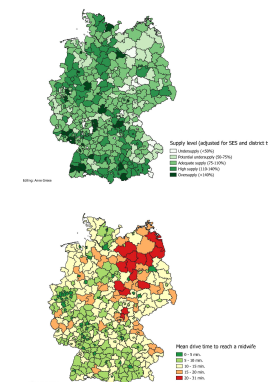 Supply level (adjusted for SES and district t
Undersupply (<50%)
Potential undersupply (50-75%)
Adequate supply (75-110%)
High supply (110-140%)
Oversupply (>140%)
Mean drive time to reach a midwife
0 - 5 min.
5 - 10 min.
10 - 15 min.
15 - 20 min.
20 - 31 min.